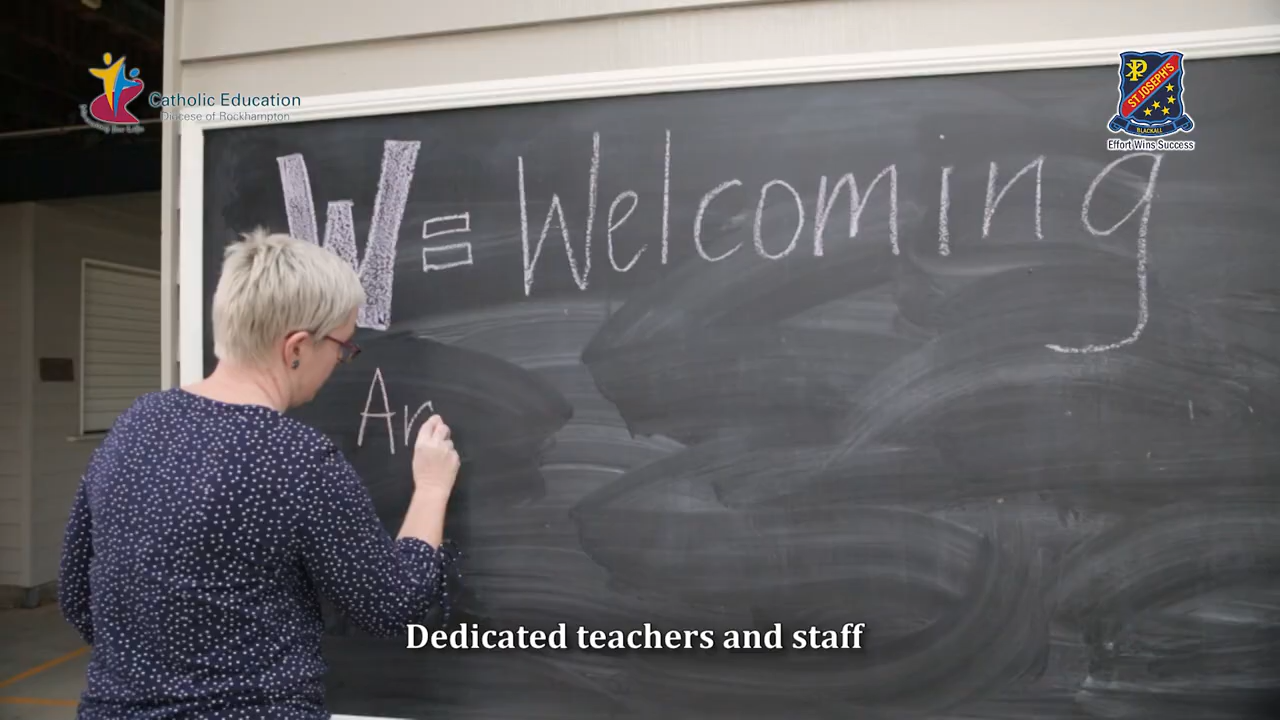 Catholic Education
Diocese of Rockhampton
ST JOSEPH'S
BLACKALL
Effort Wins Success
W = Welcoming
Ar
Dedicated teachers and staff